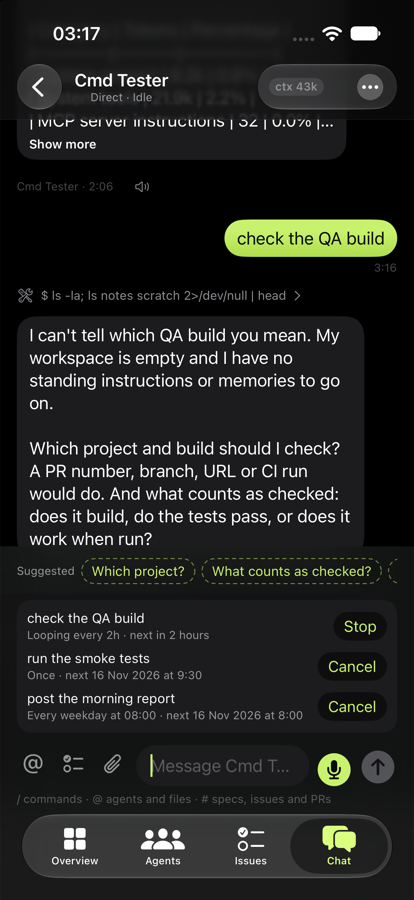 03:17
Cmd Tester
Direct · Idle
ctx 43k
| MCP server instructions | 32 | 0.0% |...
Show more
Cmd Tester · 2:06
check the QA build
3:16
$ ls -la; ls notes scratch 2>/dev/null | head
I can't tell which QA build you mean. My
workspace is empty and I have no
standing instructions or memories to go
on.
Which project and build should I check?
A PR number, branch, URL or CI run
would do. And what counts as checked:
does it build, do the tests pass, or does it
work when run?
Suggested
Which project?
What counts as checked?
check the QA build
Looping every 2h · next in 2 hours
Stop
run the smoke tests
Once · next 16 Nov 2026 at 9:30
Cancel
post the morning report
Every weekday at 08:00 · next 16 Nov 2026 at 8:00
Cancel
Message Cmd T...
/ commands · @ agents and files · # specs, issues and PRs
Overview
Agents
Issues
Chat